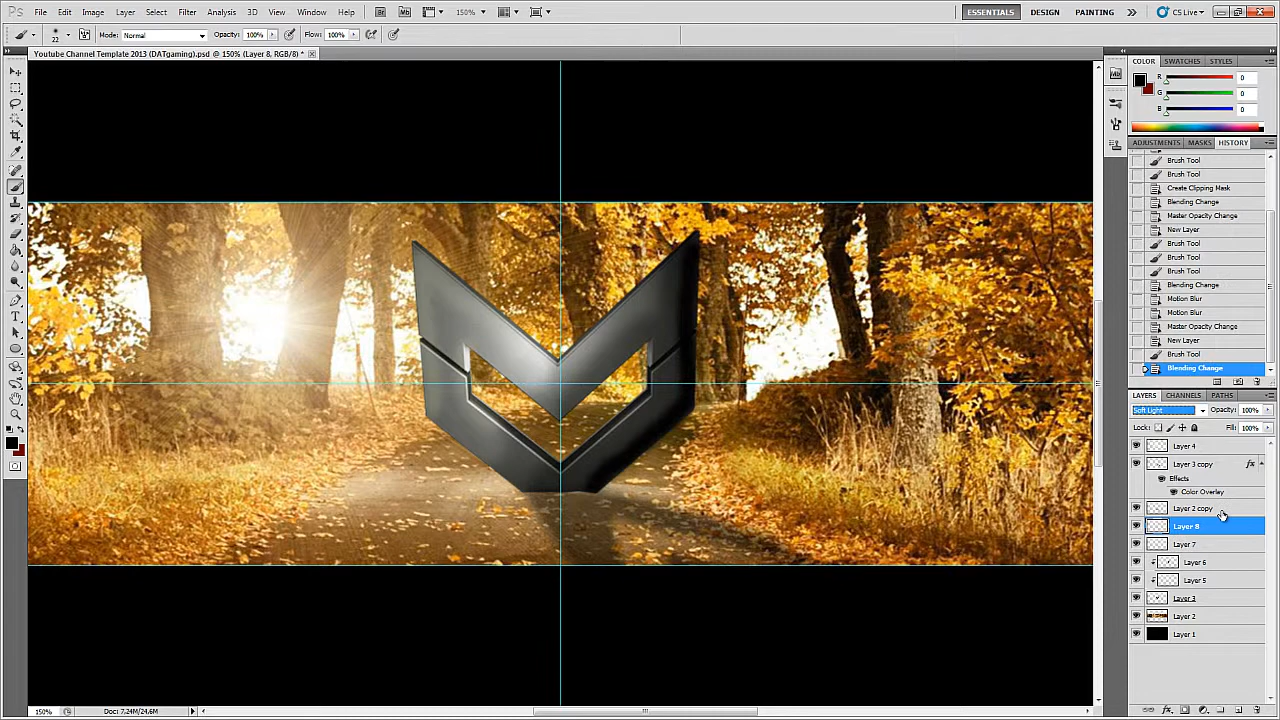 Ps File Edit Image Layer Select Filter Analysis 3D View Window Help Br Mb 150% ESSENTIALS DESIGN PAINTING CS Live
22 Mode: Normal Opacity: 100% Flow: 100%
Youtube Channel Template 2013 (DATgaming).psd @ 150% (Layer 8, RGB/8) *
COLOR SWATCHES STYLES
R 0
G 0
B 0
ADJUSTMENTS MASKS HISTORY
Brush Tool
Brush Tool
Create Clipping Mask
Blending Change
Master Opacity Change
New Layer
Brush Tool
Brush Tool
Brush Tool
Blending Change
Motion Blur
Motion Blur
Master Opacity Change
New Layer
Brush Tool
Blending Change
LAYERS CHANNELS PATHS
Soft Light Opacity: 100%
Lock: Fill: 100%
Layer 4
Layer 3 copy fx
Effects
Color Overlay
Layer 2 copy
Layer 8
Layer 7
Layer 6
Layer 5
Layer 3
Layer 2
Layer 1
150% Doc: 7.24M/24.6M